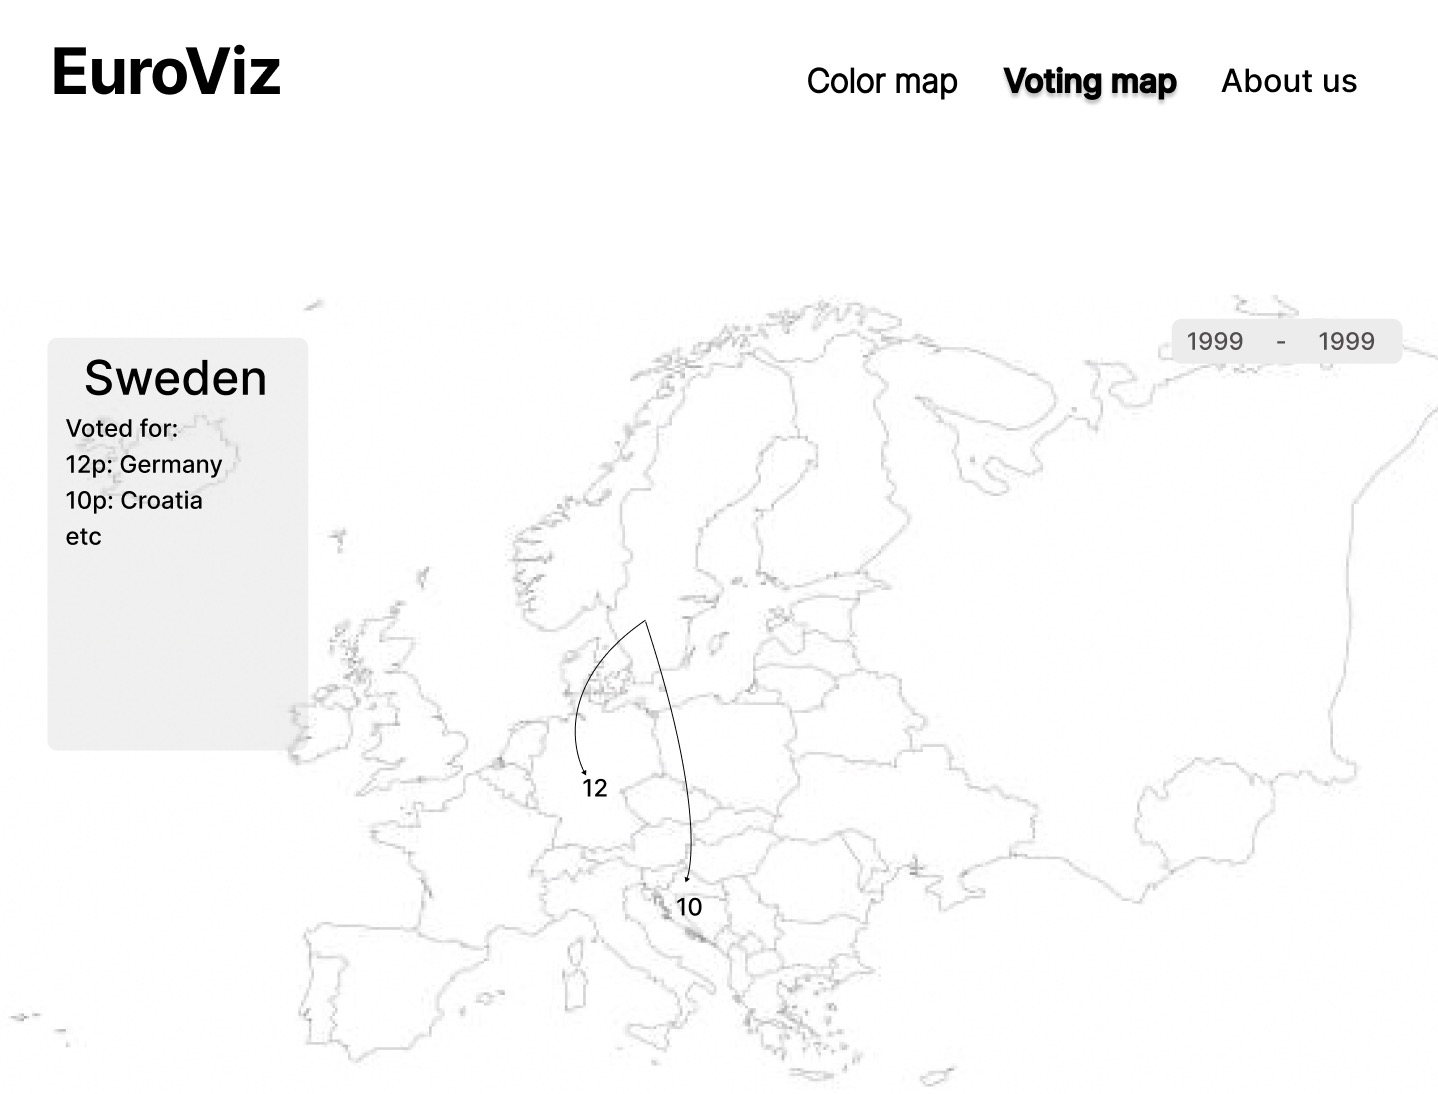 EuroViz
Color map
Voting map
About us
1999 - 1999
Sweden
Voted for:
12p: Germany
10p: Croatia
etc
12
10